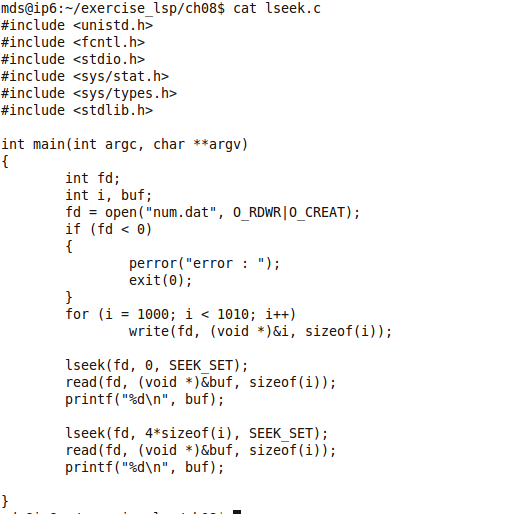 mds@ip6:~/exercise_lsp/ch08$ cat lseek.c
#include <unistd.h>
#include <fcntl.h>
#include <stdio.h>
#include <sys/stat.h>
#include <sys/types.h>
#include <stdlib.h>

int main(int argc, char **argv)
{
        int fd;
        int i, buf;
        fd = open("num.dat", O_RDWR|O_CREAT);
        if (fd < 0)
        {
                perror("error : ");
                exit(0);
        }
        for (i = 1000; i < 1010; i++)
                write(fd, (void *)&i, sizeof(i));

        lseek(fd, 0, SEEK_SET);
        read(fd, (void *)&buf, sizeof(i));
        printf("%d\n", buf);

        lseek(fd, 4*sizeof(i), SEEK_SET);
        read(fd, (void *)&buf, sizeof(i));
        printf("%d\n", buf);

}